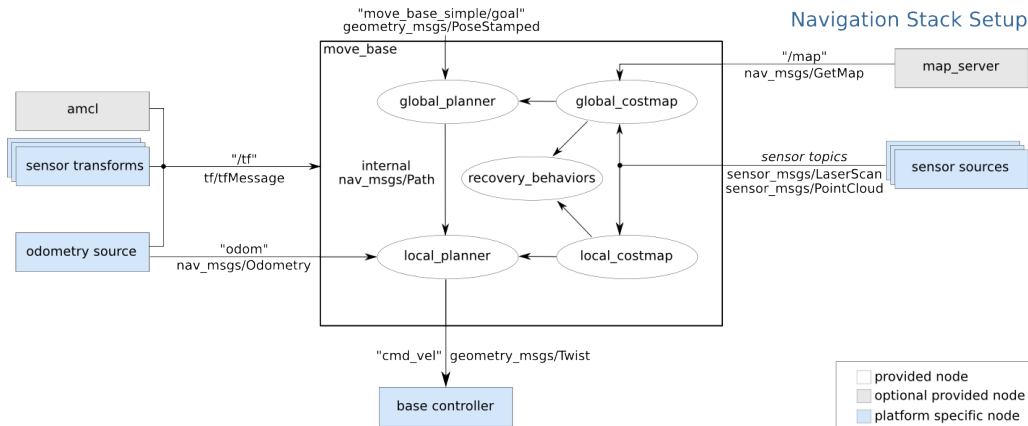 Navigation Stack Setup
"move_base_simple/goal"
geometry_msgs/PoseStamped
move_base
"/map"
nav_msgs/GetMap
map_server
global_planner
global_costmap
amcl
sensor transforms
"/tf"
tf/tfMessage
internal
nav_msgs/Path
recovery_behaviors
sensor topics
sensor_msgs/LaserScan
sensor_msgs/PointCloud
sensor sources
odometry source
"odom"
nav_msgs/Odometry
local_planner
local_costmap
"cmd_vel" geometry_msgs/Twist
base controller
provided node
optional provided node
platform specific node